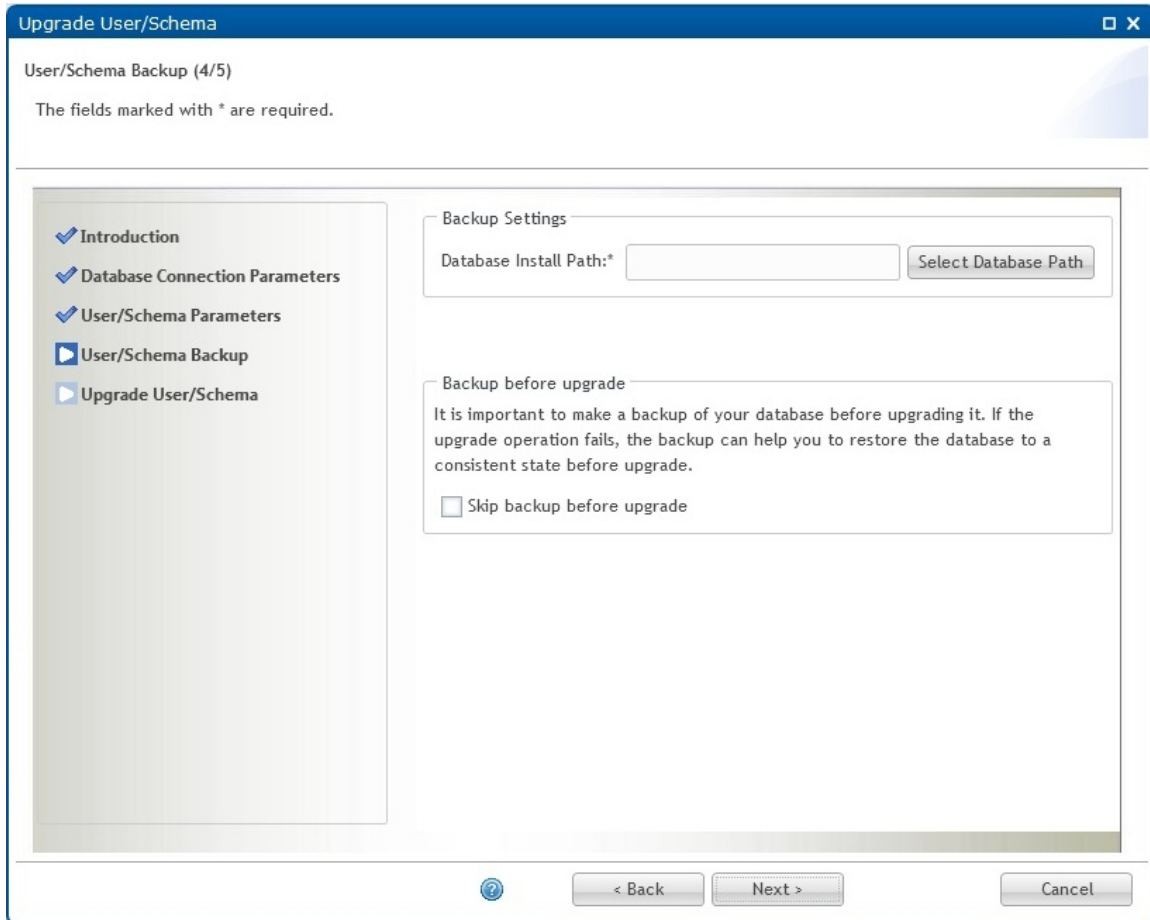 Upgrade User/Schema
User/Schema Backup (4/5)
The fields marked with * are required.
Introduction
Database Connection Parameters
User/Schema Parameters
User/Schema Backup
Upgrade User/Schema
Backup Settings
Database Install Path:*
Select Database Path
Backup before upgrade
It is important to make a backup of your database before upgrading it. If the
upgrade operation fails, the backup can help you to restore the database to a
consistent state before upgrade.
Skip backup before upgrade
?
< Back
Next >
Cancel